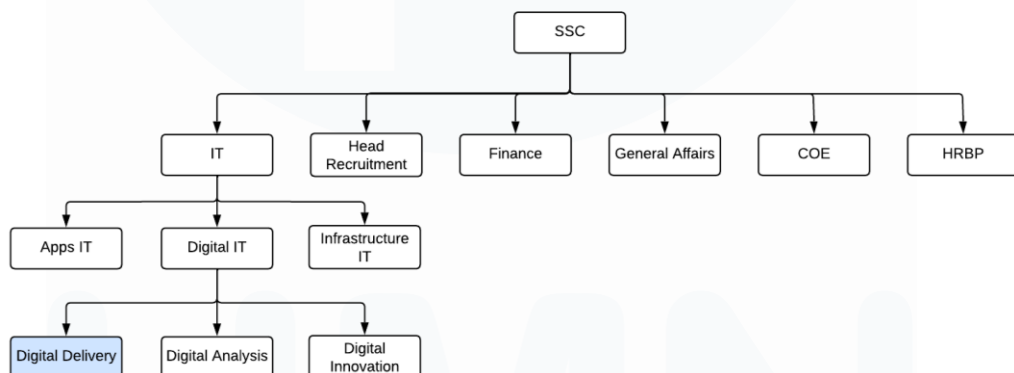 SSC
IT
Head
Recruitment
Finance
General Affairs
COE
HRBP
Apps IT
Digital IT
Infrastructure
IT
Digital Delivery
Digital Analysis
Digital
Innovation